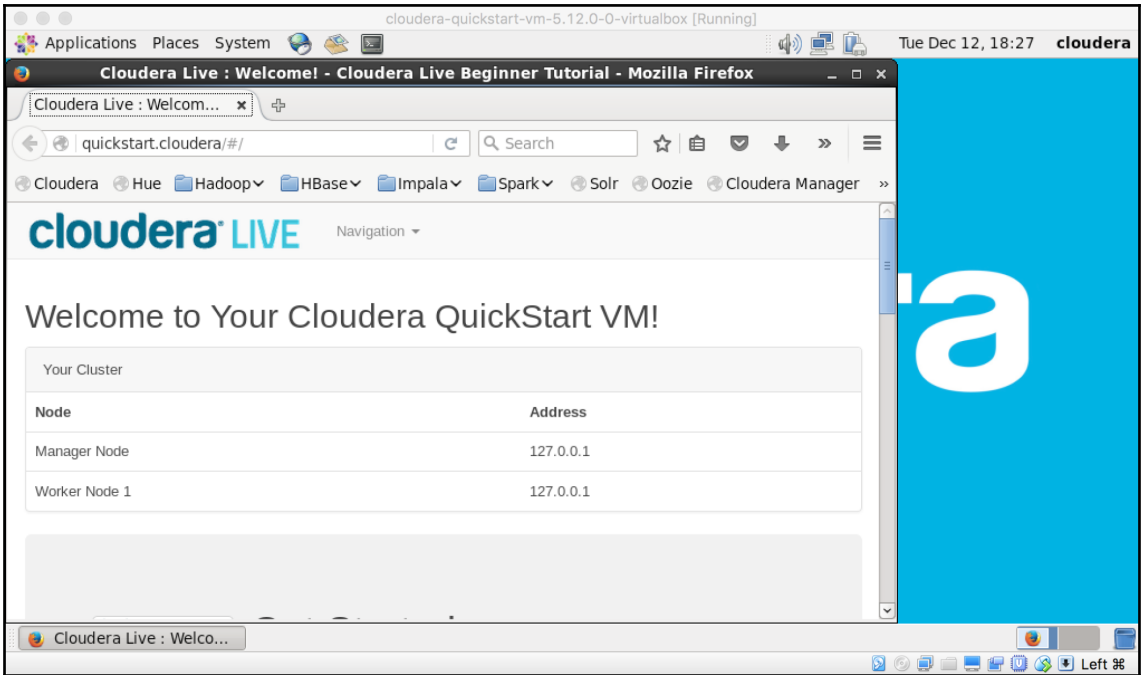 cloudera-quickstart-vm-5.12.0-0-virtualbox [Running]
Applications Places System Tue Dec 12, 18:27 cloudera
Cloudera Live : Welcome! - Cloudera Live Beginner Tutorial - Mozilla Firefox
Cloudera Live : Welcom...
quickstart.cloudera/#/ Search
Cloudera Hue Hadoop HBase Impala Spark Solr Oozie Cloudera Manager »
cloudera LIVE Navigation
ra
Welcome to Your Cloudera QuickStart VM!
Your Cluster
Node Address
Manager Node 127.0.0.1
Worker Node 1 127.0.0.1
Cloudera Live : Welco...
Left ⌘